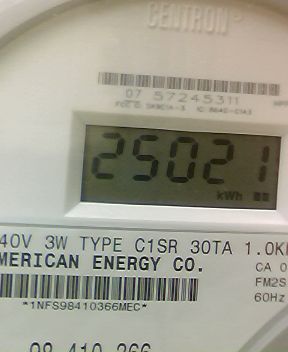 CENTRON
07 57245311
25021
kWh
40V 3W TYPE C1SR 30TA 1.0K
MERICAN ENERGY CO.
CA 0
FM2S
60Hz
*1NFS98410366MEC*
98 410 366